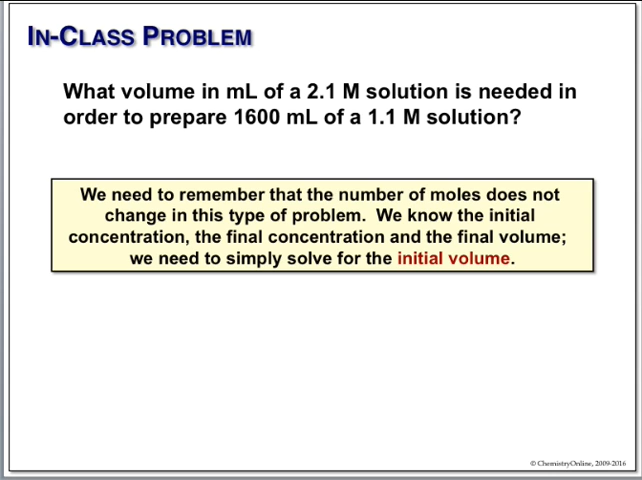 IN-CLASS PROBLEM
What volume in mL of a 2.1 M solution is needed in
order to prepare 1600 mL of a 1.1 M solution?
We need to remember that the number of moles does not
change in this type of problem.  We know the initial
concentration, the final concentration and the final volume;
we need to simply solve for the initial volume.
© ChemistryOnline, 2009-2016